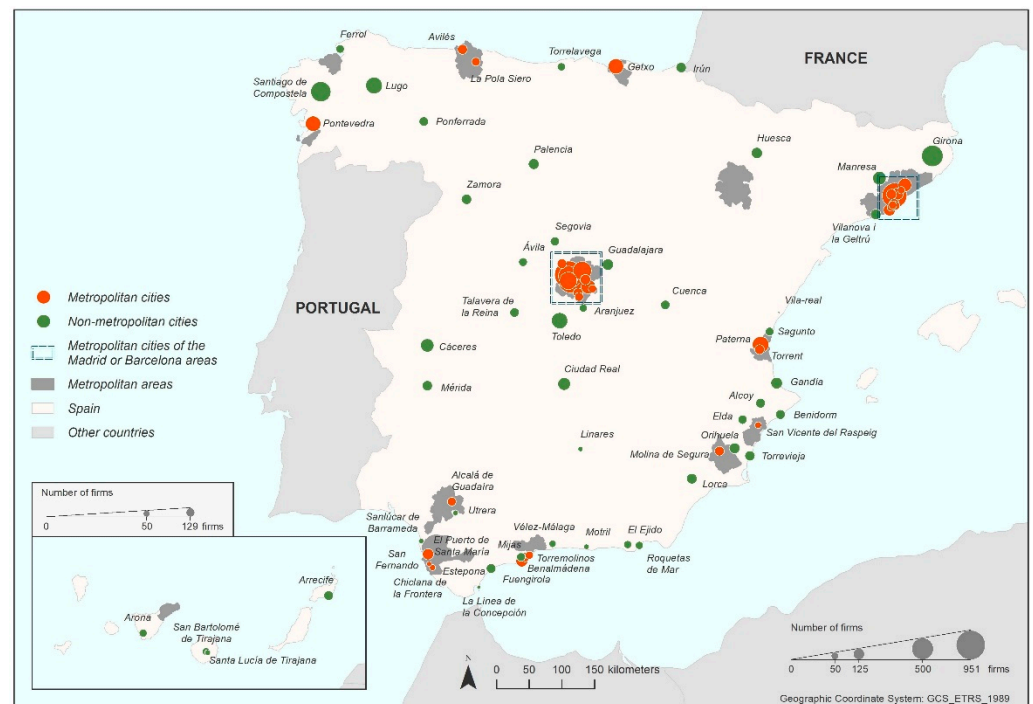 Ferrol
Avilés
La Pola Siero
Torrelavega
Getxo
Irún
FRANCE
Santiago de
Compostela
Lugo
Pontevedra
Ponferrada
Palencia
Huesca
Girona
Manresa
Zamora
Vilanova i
la Geltrú
Segovia
Ávila
Guadalajara
PORTUGAL
Talavera de
la Reina
Aranjuez
Toledo
Cuenca
Vila-real
Sagunto
Paterna
Torrent
Cáceres
Ciudad Real
Gandía
Mérida
Alcoy
Elda
Benidorm
San Vicente del Raspeig
Orihuela
Linares
Molina de Segura
Torrevieja
Lorca
Alcalá de
Guadaíra
Utrera
Sanlúcar de
Barrameda
El Puerto de
Santa María
San
Fernando
Chiclana de
la Frontera
Vélez-Málaga
Motril
El Ejido
Mijas
Torremolinos
Benalmádena
Fuengirola
Estepona
Roquetas
de Mar
La Línea de
la Concepción
Metropolitan cities
Non-metropolitan cities
Metropolitan cities of the
Madrid or Barcelona areas
Metropolitan areas
Spain
Other countries
Number of firms
0 50 129 firms
Arrecife
Arona
San Bartolomé
de Tirajana
Santa Lucía de Tirajana
N
0 50 100 150 kilometers
Number of firms
0 50 125 500 951 firms
Geographic Coordinate System: GCS_ETRS_1989